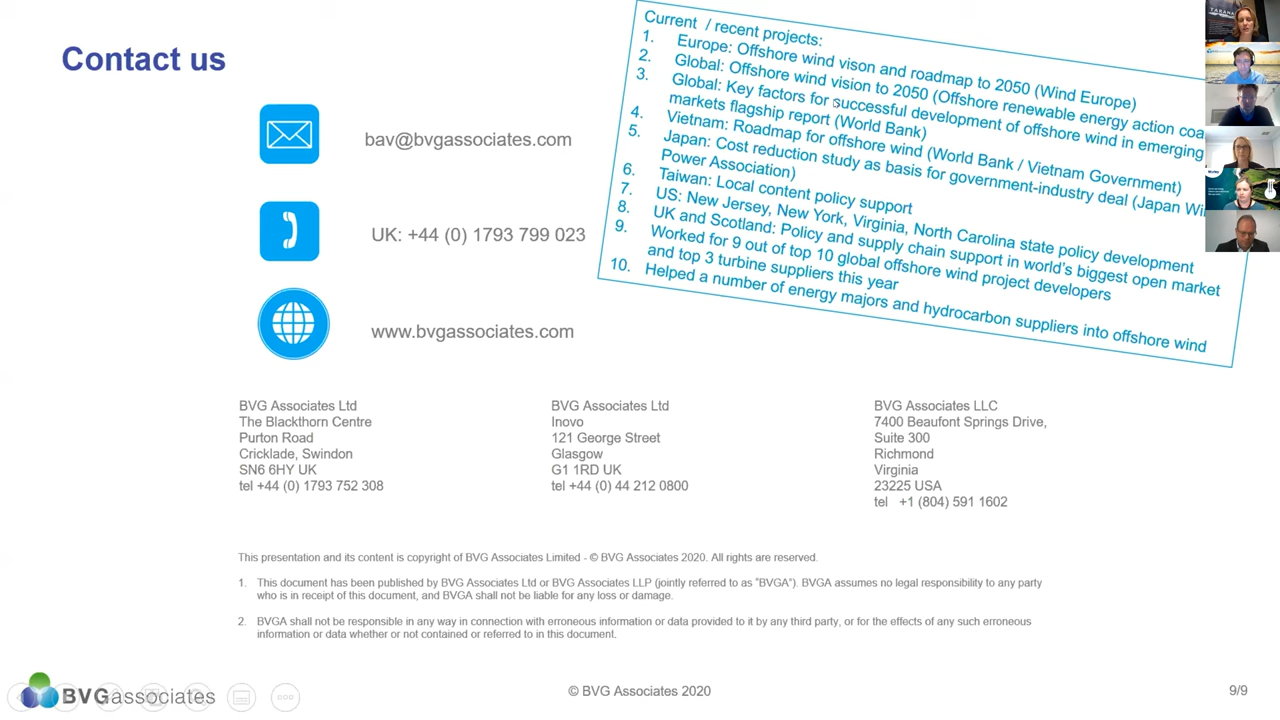 Contact us
bav@bvgassociates.com
UK: +44 (0) 1793 799 023
www.bvgassociates.com
Current / recent projects:
1. Europe: Offshore wind vison and roadmap to 2050 (Wind Europe)
2. Global: Offshore wind vision to 2050 (Offshore renewable energy action coa
3. Global: Key factors for successful development of offshore wind in emerging
markets flagship report (World Bank)
4. Vietnam: Roadmap for offshore wind (World Bank / Vietnam Government)
5. Japan: Cost reduction study as basis for government-industry deal (Japan Wi
Power Association)
6. Taiwan: Local content policy support
7. US: New Jersey, New York, Virginia, North Carolina state policy development
8. UK and Scotland: Policy and supply chain support in world's biggest open market
9. Worked for 9 out of top 10 global offshore wind project developers
and top 3 turbine suppliers this year
10. Helped a number of energy majors and hydrocarbon suppliers into offshore wind
BVG Associates Ltd
The Blackthorn Centre
Purton Road
Cricklade, Swindon
SN6 6HY UK
tel +44 (0) 1793 752 308
BVG Associates Ltd
Inovo
121 George Street
Glasgow
G1 1RD UK
tel +44 (0) 44 212 0800
BVG Associates LLC
7400 Beaufont Springs Drive,
Suite 300
Richmond
Virginia
23225 USA
tel +1 (804) 591 1602
This presentation and its content is copyright of BVG Associates Limited - © BVG Associates 2020. All rights are reserved.
1. This document has been published by BVG Associates Ltd or BVG Associates LLP (jointly referred to as "BVGA"). BVGA assumes no legal responsibility to any party
who is in receipt of this document, and BVGA shall not be liable for any loss or damage.
2. BVGA shall not be responsible in any way in connection with erroneous information or data provided to it by any third party, or for the effects of any such erroneous
information or data whether or not contained or referred to in this document.
BVGassociates
© BVG Associates 2020
9/9